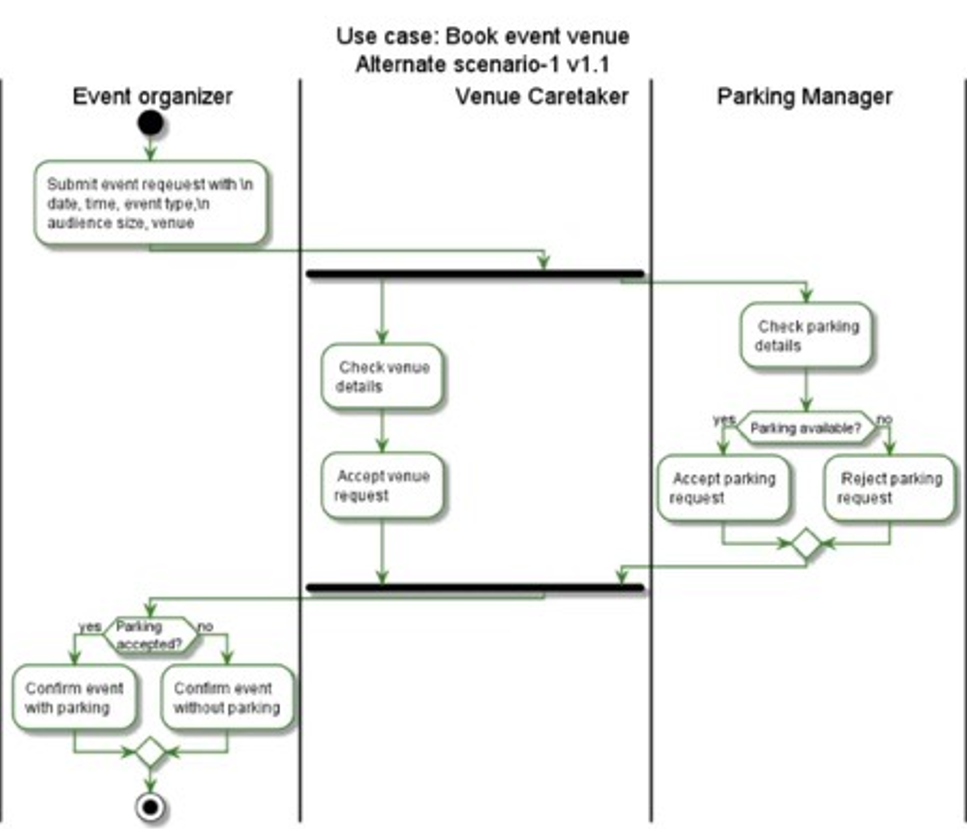 Use case: Book event venue
Alternate scenario-1 v1.1
Event organizer
Venue Caretaker
Parking Manager
Submit event reqeuest with \n
date, time, event type,\n
audience size, venue
Check venue
details
Accept venue
request
Check parking
details
yes
Parking available?
no
Accept parking
request
Reject parking
request
yes
Parking
accepted?
no
Confirm event
with parking
Confirm event
without parking